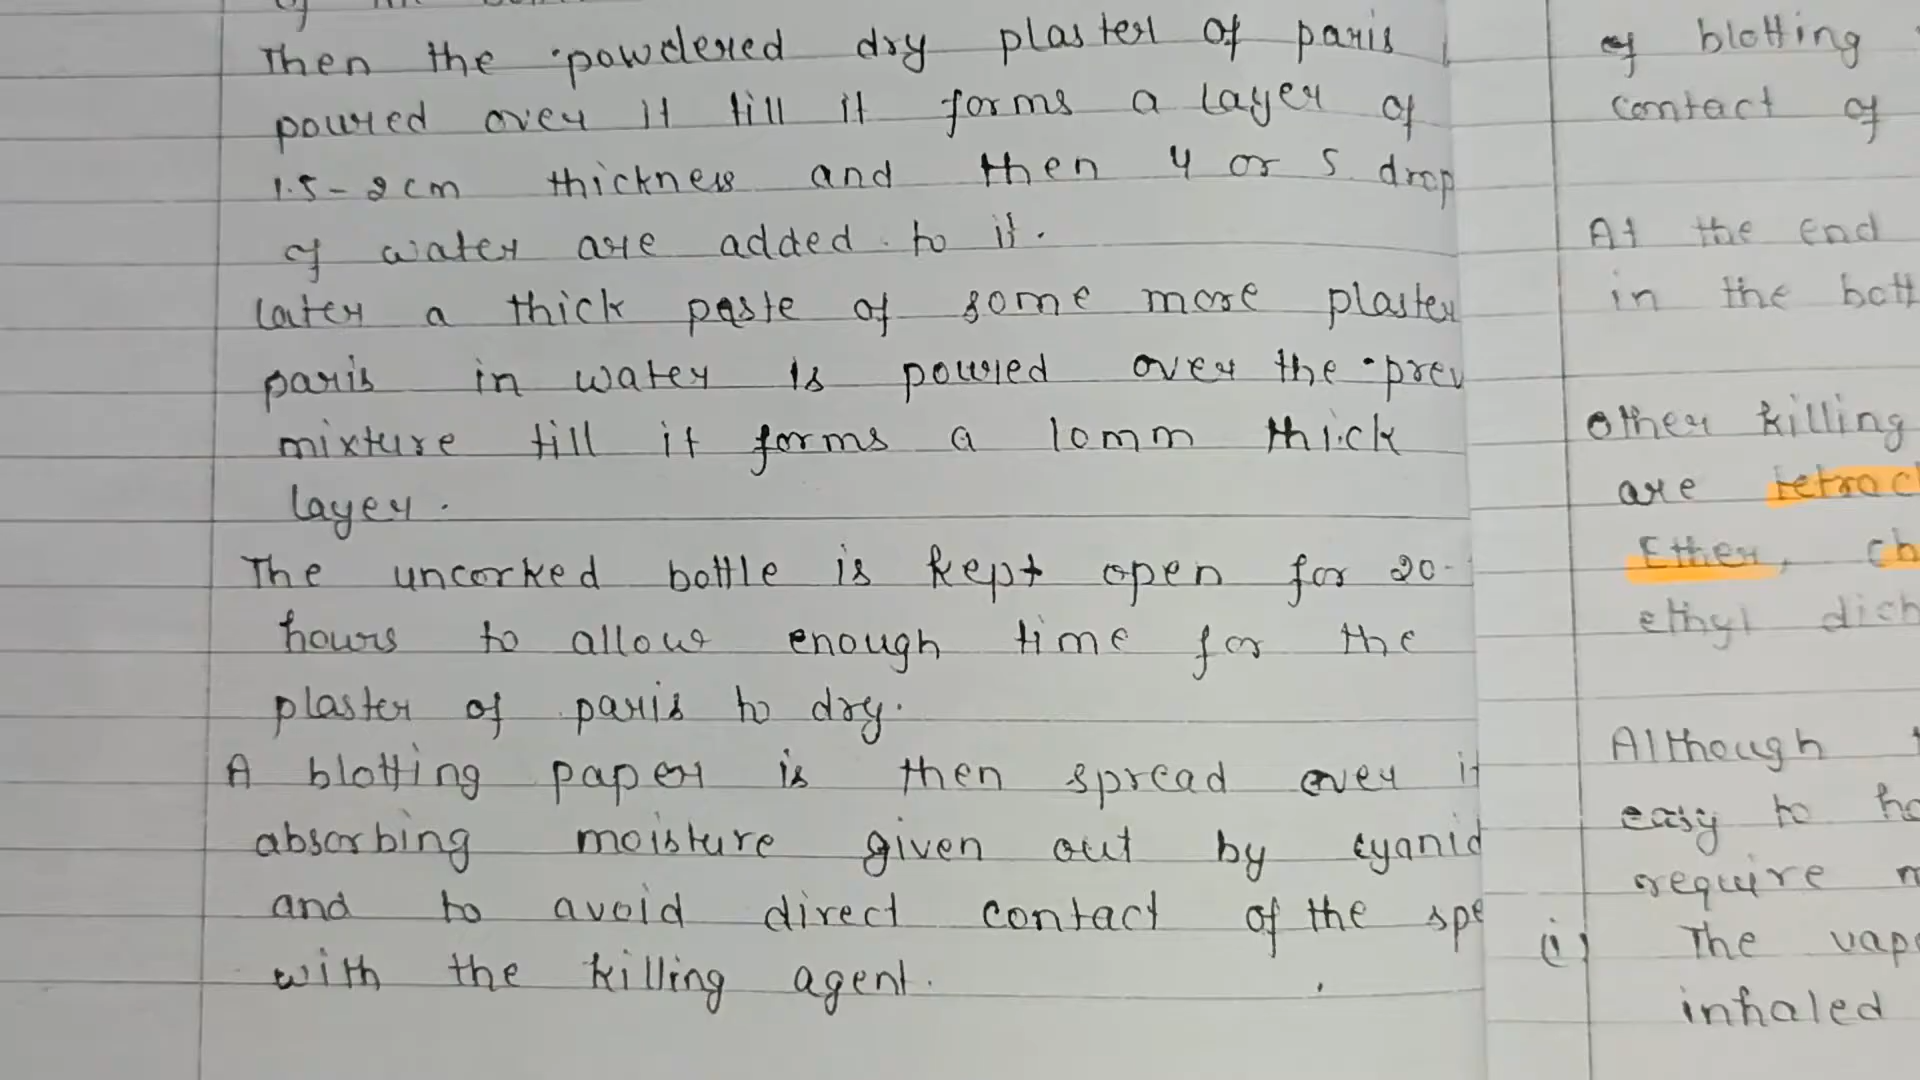 Then the powdered dry plaster of paris
poured over it till it forms a layer of
1.5-2cm thickness and then 4 or 5 drop
of water are added to it.
later a thick paste of some more plaster
paris in water is poured over the prev
mixture till it forms a 10mm thick
layer.
The uncorked bottle is kept open for 20-
hours to allow enough time for the
plaster of paris to dry.
A blotting paper is then spread over it
absorbing moisture given out by cyanid
and to avoid direct contact of the spe
with the killing agent.
of blotting
contact of
At the end
in the bott
other killing
are tetrac
Ether, ch
ethyl dich
Although
easy to ha
require m
(i) The vapo
inhaled